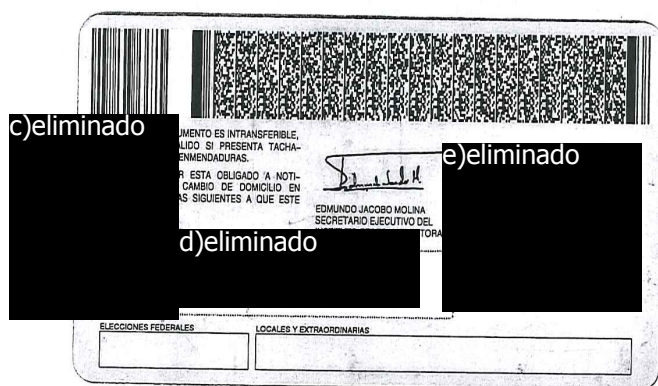 c)eliminado
UMENTO ES INTRANSFERIBLE,
ALIDO SI PRESENTA TACHA-
ENMENDADURAS.
R ESTA OBLIGADO A NOTI-
CAMBIO DE DOMICILIO EN
AS SIGUIENTES A QUE ESTE
e)eliminado
EDMUNDO JACOBO MOLINA
SECRETARIO EJECUTIVO DEL
TORA
d)eliminado
ELECCIONES FEDERALES
LOCALES Y EXTRAORDINARIAS